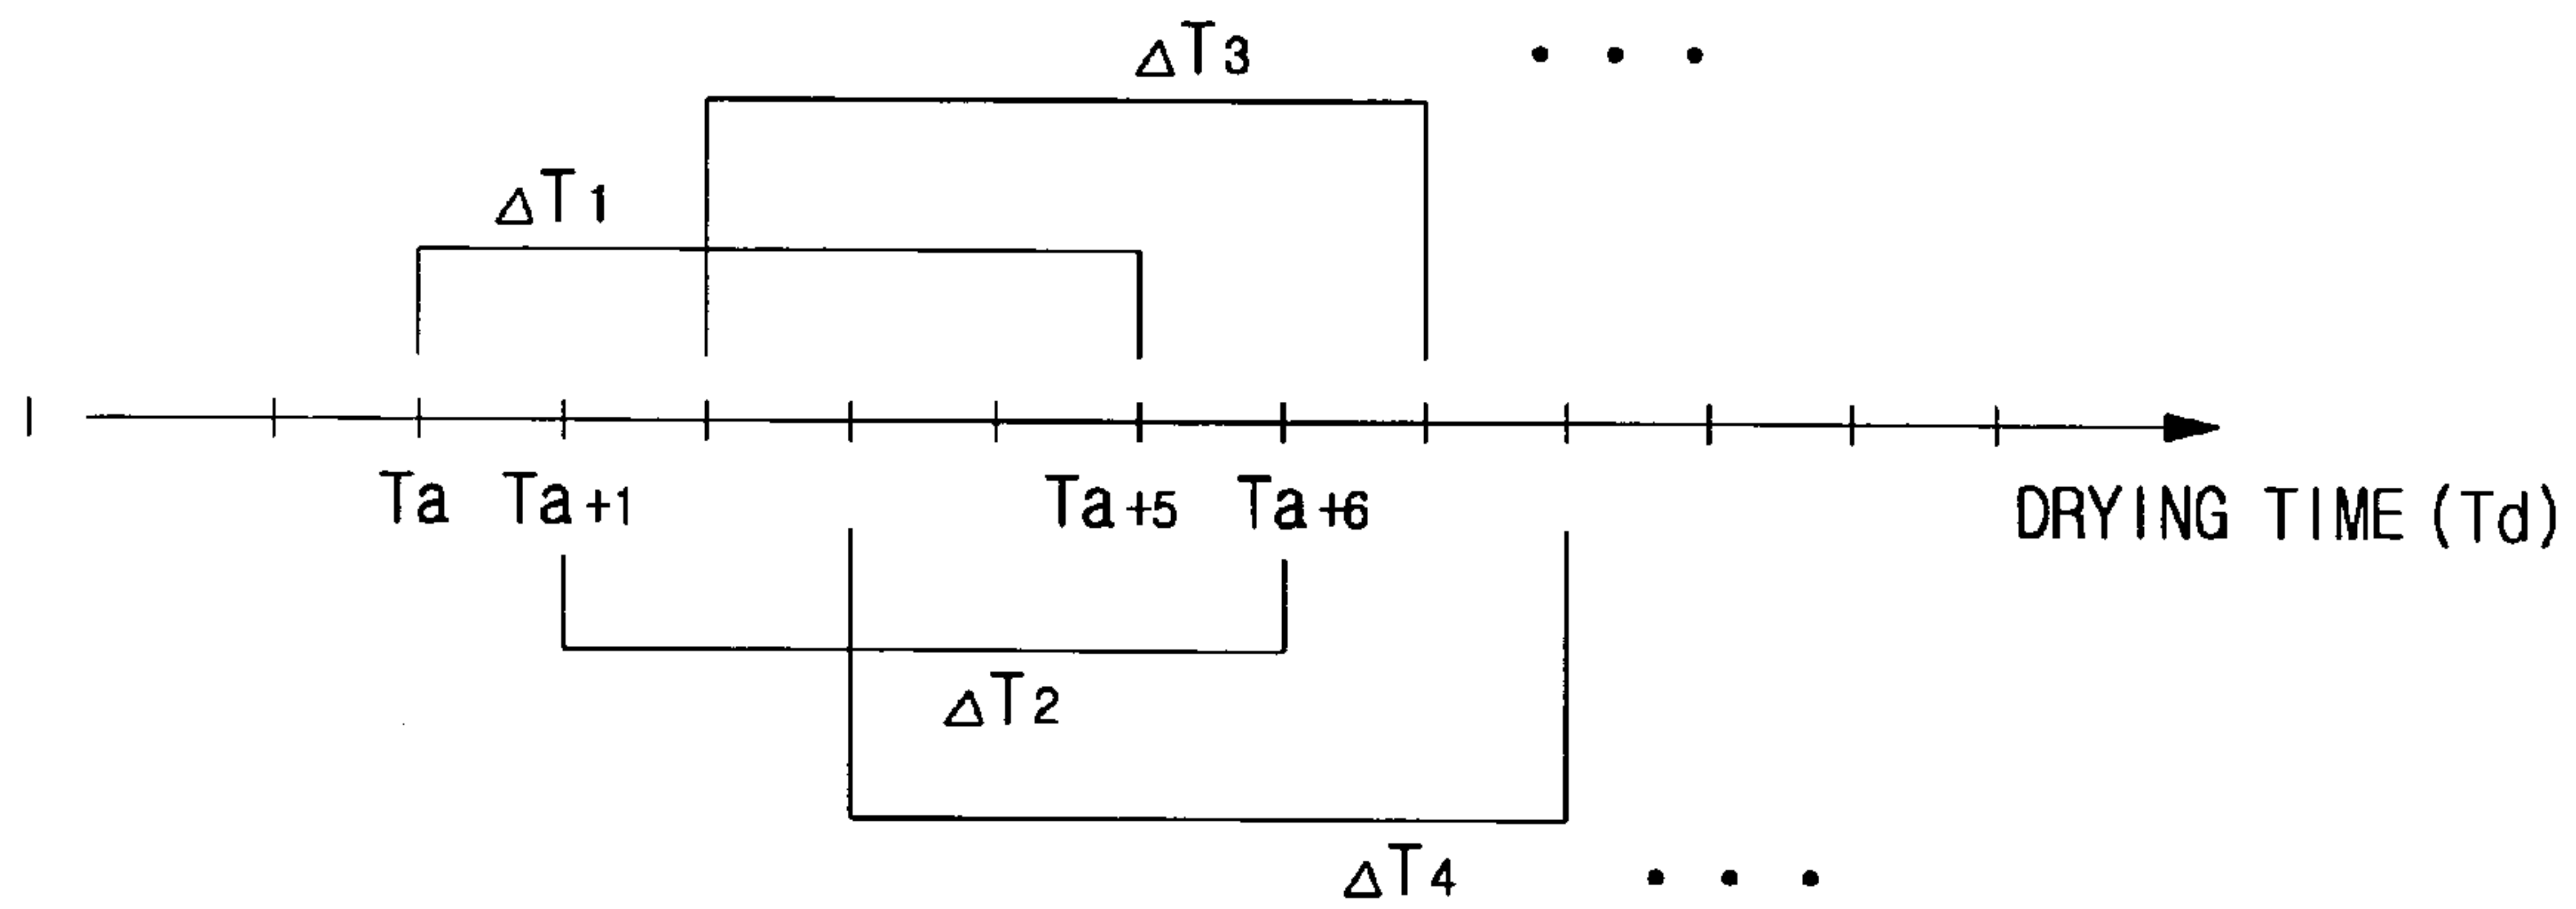 ΔT3 • • •
ΔT1
Ta Ta+1 Ta+5 Ta+6 DRYING TIME (Td)
ΔT2
ΔT4 • • •